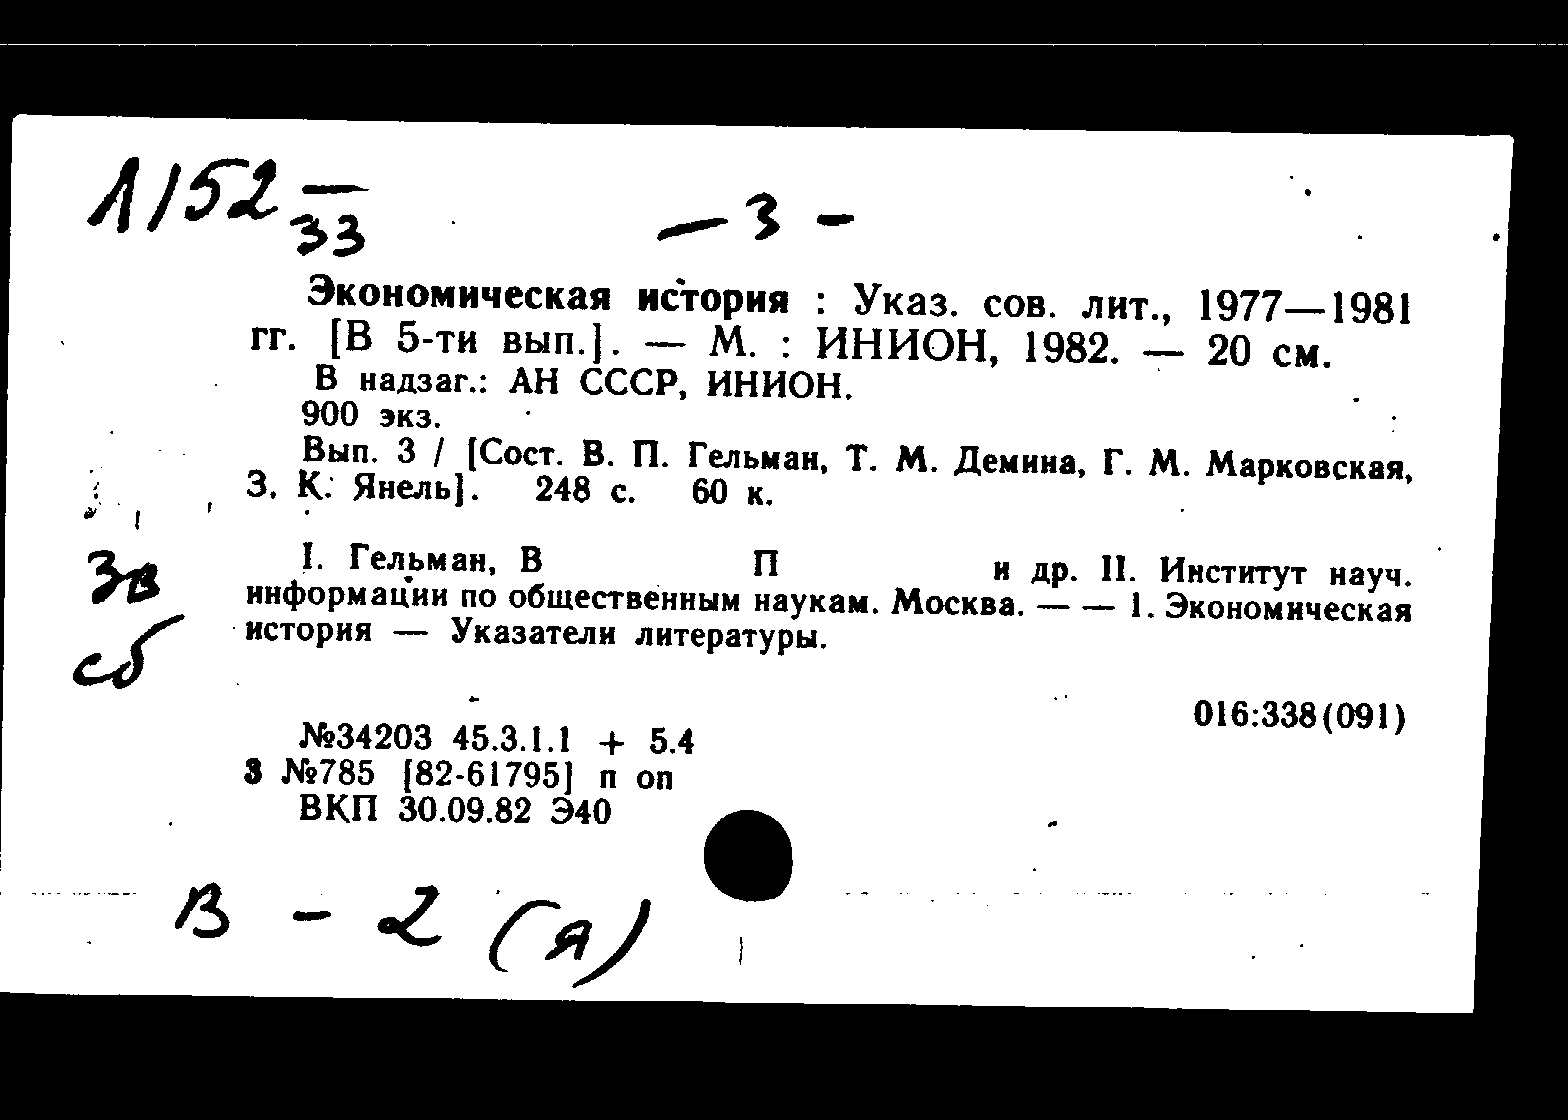 Л152—
33
— 3 –
Экономическая история : Указ. сов. лит., 1977—1981
гг. [В 5-ти вып.]. — М. : ИНИОН, 1982. — 20 см.
В надзаг.: АН СССР, ИНИОН.
900 экз.
Вып. 3 / [Сост. В. П. Гельман, Т. М. Демина, Г. М. Марковская,
З. К. Янель]. 248 с. 60 к.
I. Гельман, В П и др. II. Институт науч.
информации по общественным наукам. Москва. — — 1. Экономическая
история — Указатели литературы.
Зв
сб
016:338(091)
№34203 45.3.1.1 + 5.4
3 №785 [82-61795] п оп
ВКП 30.09.82 Э40
В - 2 (я)